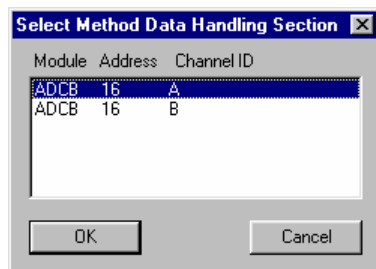 Select Method Data Handling Section
Module Address Channel ID
ADCB 16 A
ADCB 16 B
OK Cancel